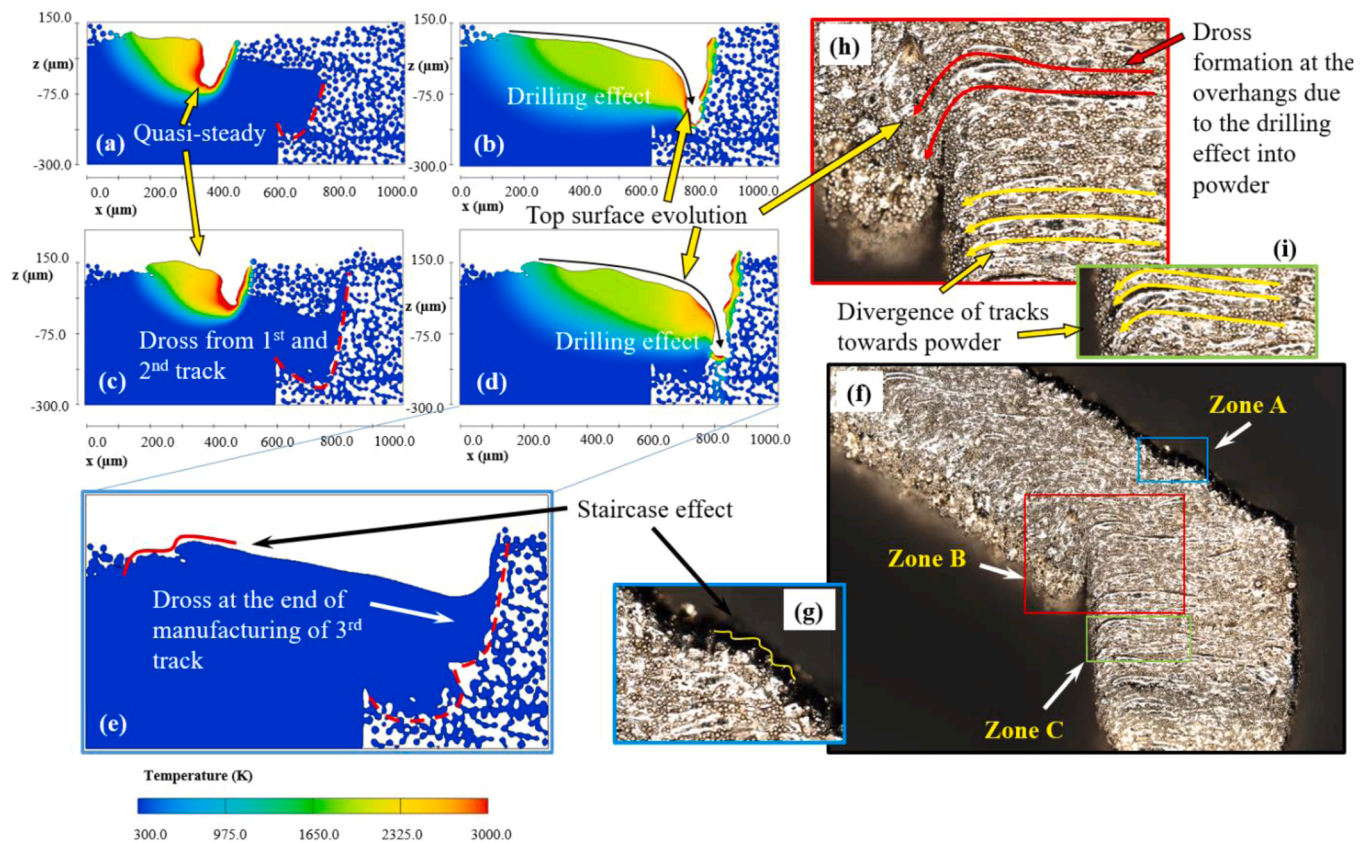 150.0
z (µm)
-75.0
-300.0
Quasi-steady
(a)
0.0 200.0 400.0 600.0 800.0 1000.0
x (µm)
150.0
z (µm)
-75.0
-300.0
Drilling effect
(b)
0.0 200.0 400.0 600.0 800.0 1000.0
x (µm)
Top surface evolution
150.0
z (µm)
-75.0
-300.0
Dross from 1st and
2nd track
(c)
0.0 200.0 400.0 600.0 800.0 1000.0
x (µm)
150.0
z (µm)
-75.0
-300.0
Drilling effect
(d)
0.0 200.0 400.0 600.0 800.0 1000.0
x (µm)
(h)
Dross
formation at the
overhangs due
to the drilling
effect into
powder
(i)
Divergence of tracks
towards powder
(f)
Zone A
Zone B
Zone C
Staircase effect
(g)
Dross at the end of
manufacturing of 3rd
track
(e)
Temperature (K)
300.0 975.0 1650.0 2325.0 3000.0